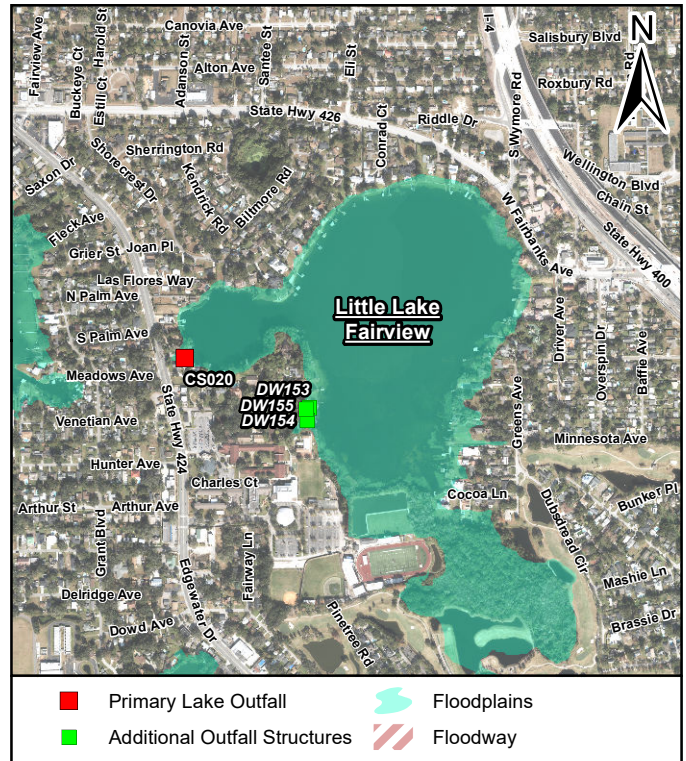 Canovia Ave
I-4
Salisbury Blvd
N
Fairview Ave
Buckeye Ct
Estill Ct
Harold St
Adanson St
Santee St
Eli St
Alton Ave
Roxbury Rd
Rd
State Hwy 426
Riddle Dr
S Wymore Rd
Conrad Ct
Sherrington Rd
Shorecrest Dr
Kendrick Rd
Biltmore Rd
Saxon Dr
Wellington Blvd
Chain St
State Hwy 400
W Fairbanks Ave
Fleck Ave
Grier St
Joan Pl
Las Flores Way
N Palm Ave
S Palm Ave
Little Lake
Fairview
Driver Ave
Overspin Dr
Baffie Ave
Meadows Ave
CS020
State Hwy 424
DW153
DW155
DW154
Greens Ave
Venetian Ave
Minnesota Ave
Hunter Ave
Charles Ct
Cocoa Ln
Dubsdread Cir
Bunker Pl
Arthur St
Arthur Ave
Grant Blvd
Edgewater Dr
Fairway Ln
Delridge Ave
Dowd Ave
Pinetree Rd
Mashie Ln
Brassie Dr
Primary Lake Outfall
Floodplains
Additional Outfall Structures
Floodway